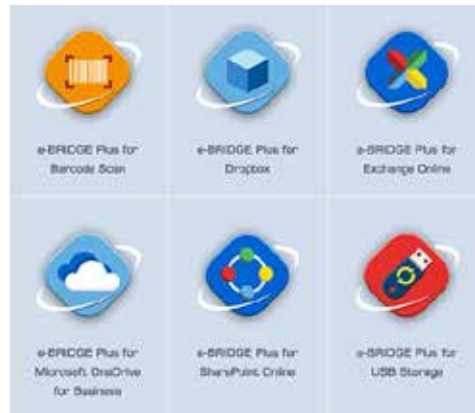 e-BRIDGE Plus for
Barcode Scan
e-BRIDGE Plus for
Dropbox
e-BRIDGE Plus for
Exchange Online
e-BRIDGE Plus for
Microsoft OneDrive
for Business
e-BRIDGE Plus for
SharePoint Online
e-BRIDGE Plus for
USB Storage